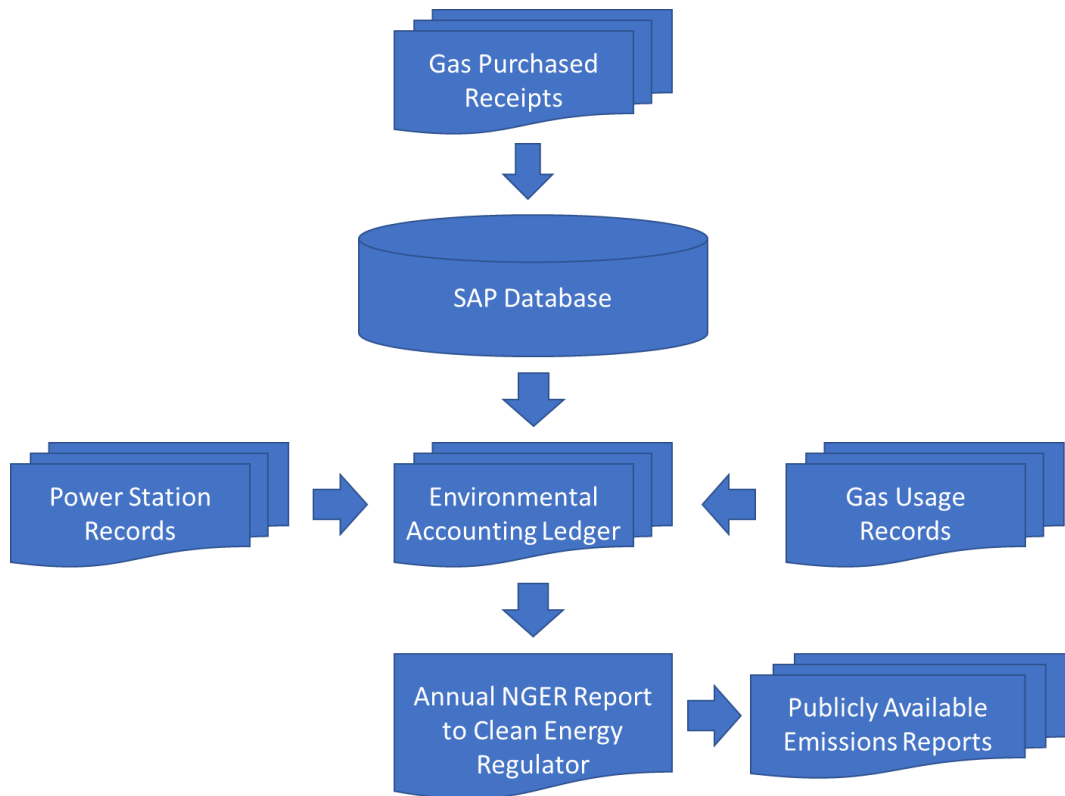 Gas Purchased
Receipts
SAP Database
Power Station
Records
Environmental
Accounting Ledger
Gas Usage
Records
Annual NGER Report
to Clean Energy
Regulator
Publicly Available
Emissions Reports